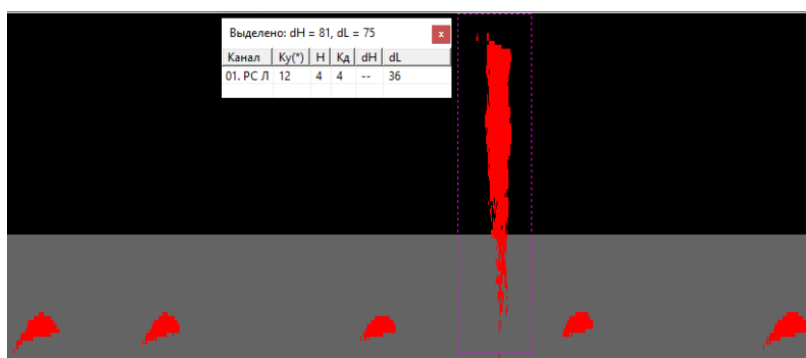 Выделено: dH = 81, dL = 75 x
Канал Ку(*) H Кд dH dL
01. РС Л 12 4 4 -- 36